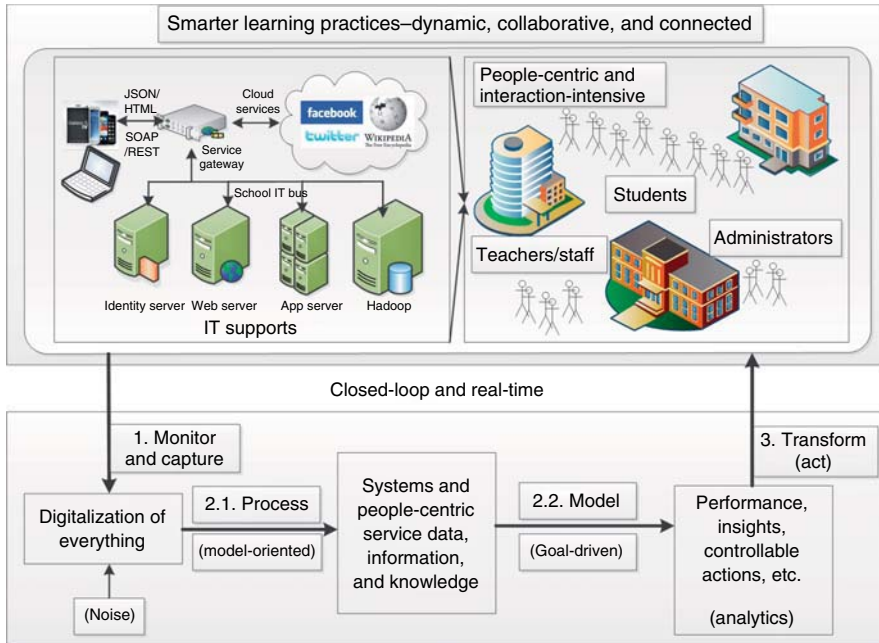 Smarter learning practices–dynamic, collaborative, and connected
JSON/
HTML
SOAP
/REST
Service
gateway
Cloud
services
facebook
twitter
WIKIPEDIA
The Free Encyclopedia
School IT bus
Identity server
Web server
App server
Hadoop
IT supports
People-centric and
interaction-intensive
Students
Teachers/staff
Administrators
Closed-loop and real-time
1. Monitor
and capture
Digitalization of
everything
(Noise)
2.1. Process
(model-oriented)
Systems and
people-centric
service data,
information,
and knowledge
2.2. Model
(Goal-driven)
3. Transform
(act)
Performance,
insights,
controllable
actions, etc.
(analytics)